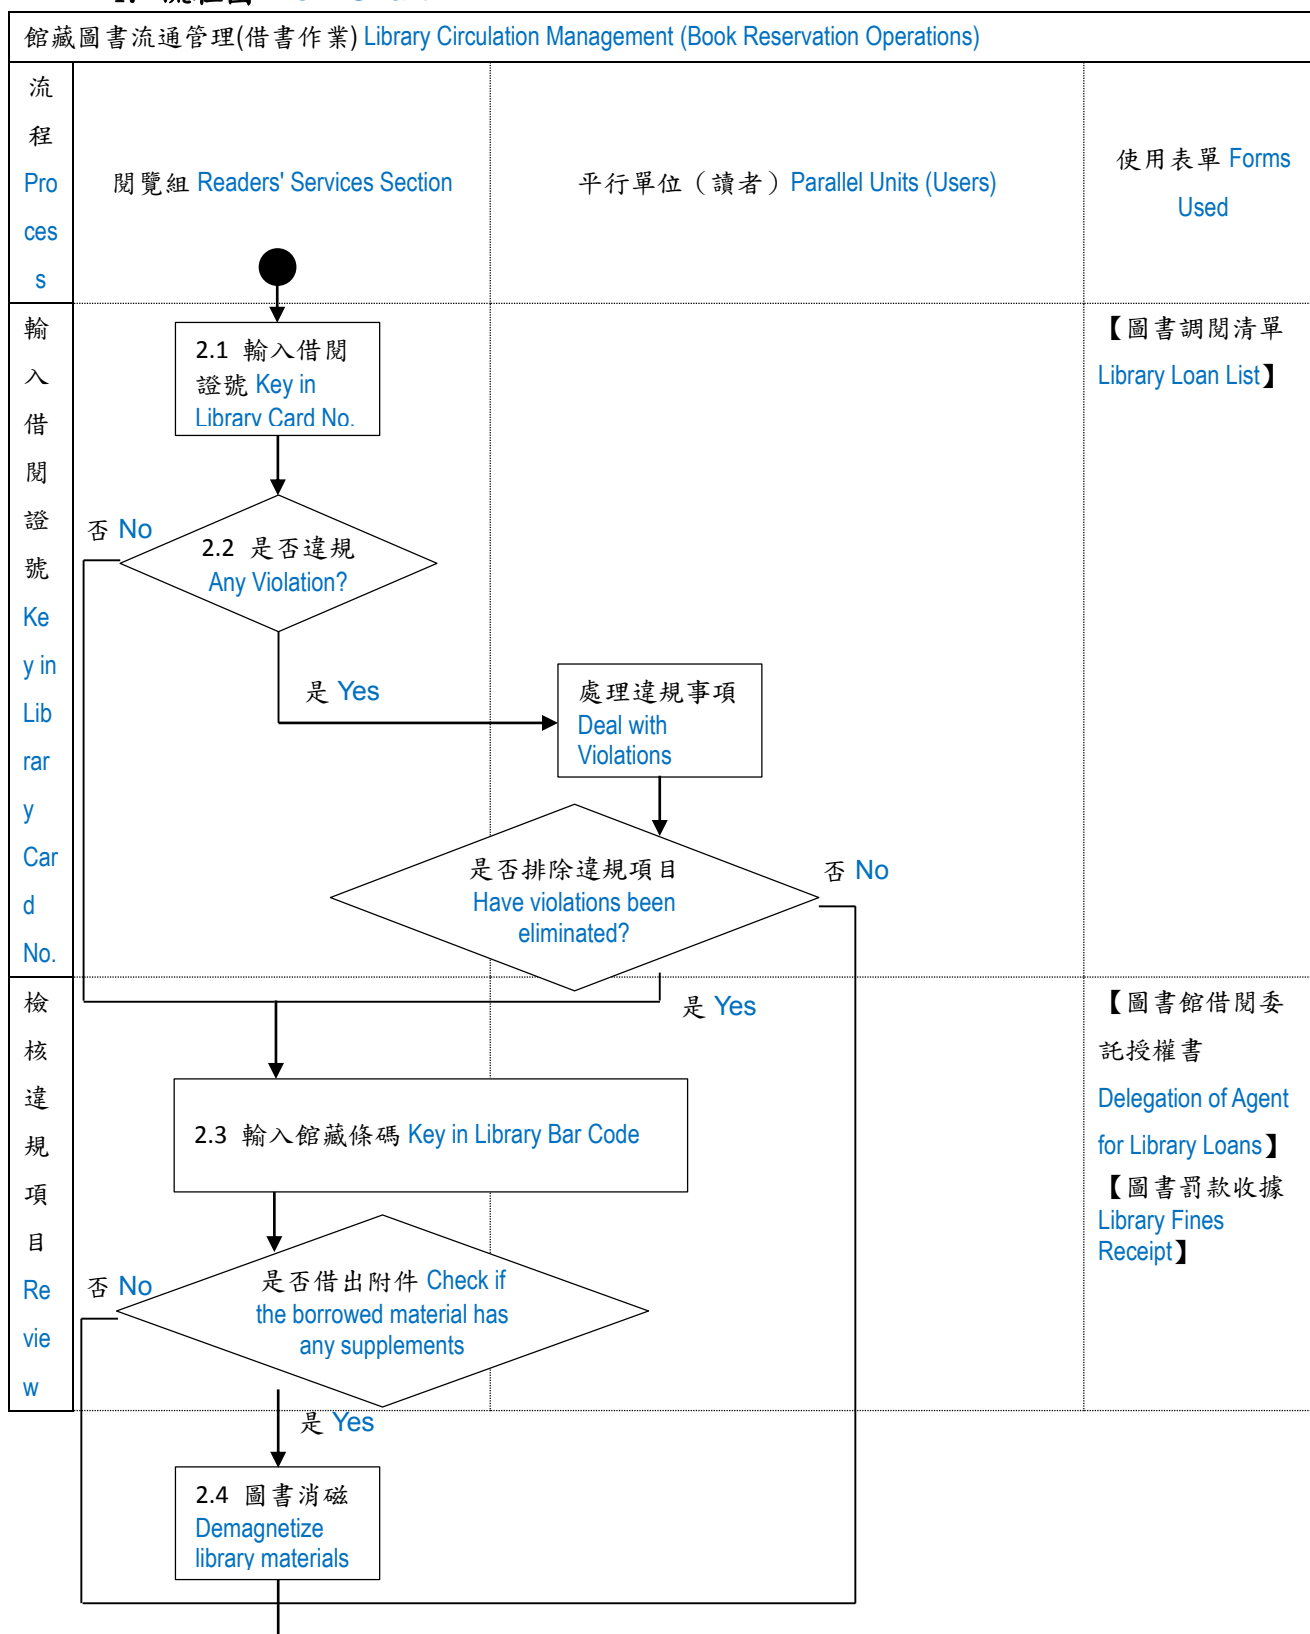 館藏圖書流通管理(借書作業) Library Circulation Management (Book Reservation Operations)
流
程
Pro
ces
s
閱覽組 Readers' Services Section
平行單位（讀者）Parallel Units (Users)
使用表單 Forms
Used
輸
入
借
閱
證
號
Ke
y in
Lib
rar
y
Car
d
No.
2.1 輸入借閱
證號 Key in
Library Card No.
【圖書調閱清單
Library Loan List】
否 No
2.2 是否違規
Any Violation?
是 Yes
處理違規事項
Deal with
Violations
是否排除違規項目
Have violations been
eliminated?
否 No
是 Yes
檢
核
違
規
項
目
Re
vie
w
【圖書館借閱委
託授權書
Delegation of Agent
for Library Loans】
【圖書罰款收據
Library Fines
Receipt】
2.3 輸入館藏條碼 Key in Library Bar Code
否 No
是否借出附件 Check if
the borrowed material has
any supplements
是 Yes
2.4 圖書消磁
Demagnetize
library materials